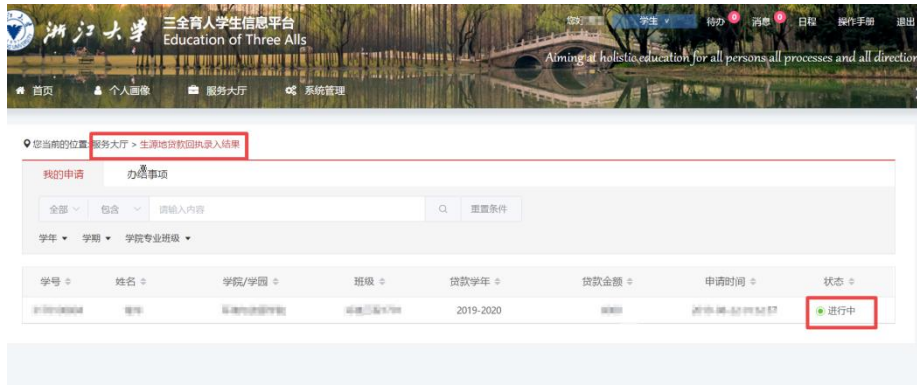 浙江大学 三全育人学生信息平台
Education of Three Alls
您好 学生 待办 0 消息 0 日程 操作手册 退出
Aiming at holistic education for all persons all processes and all direction
首页 个人画像 服务大厅 系统管理
您当前的位置: 服务大厅 > 生源地贷款回执录入结果
我的申请 办结事项
全部 包含 请输入内容 重置条件
学年 学期 学院专业班级
学号 姓名 学院/学园 班级 贷款学年 贷款金额 申请时间 状态
2019-2020 进行中